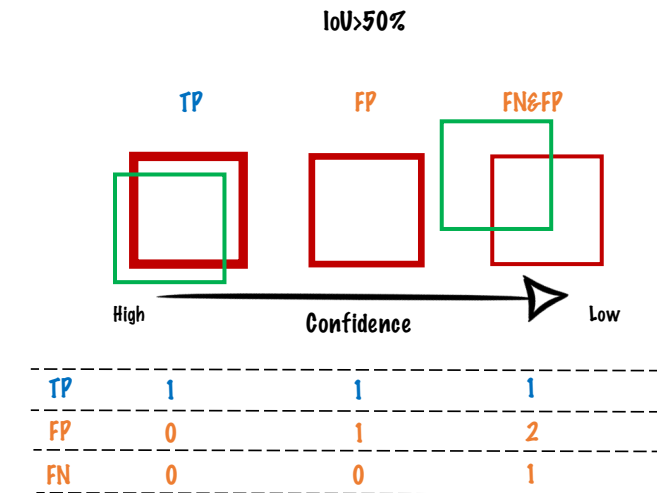 IoU>50%
TP FP FN&FP
High Confidence Low
TP 1 1 1
FP 0 1 2
FN 0 0 1